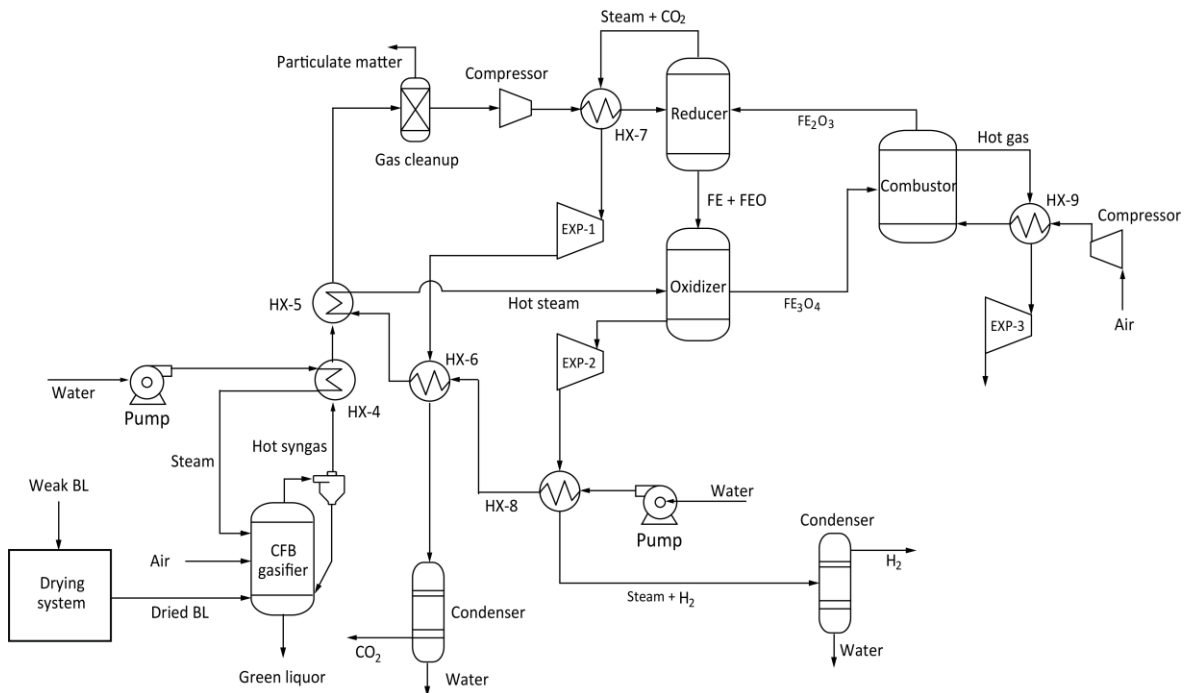 Steam + CO₂
Particulate matter
Compressor
Reducer
HX-7
FE₂O₃
Gas cleanup
Hot gas
Combustor
HX-9
Compressor
FE + FEO
EXP-1
Oxidizer
HX-5
Hot steam
FE₃O₄
EXP-3
Air
HX-6
EXP-2
Water
Pump
HX-4
Hot syngas
Steam
Weak BL
HX-8
Water
Pump
Condenser
H₂
Air
CFB
gasifier
Drying
system
Dried BL
Condenser
Steam + H₂
CO₂
Water
Water
Green liquor